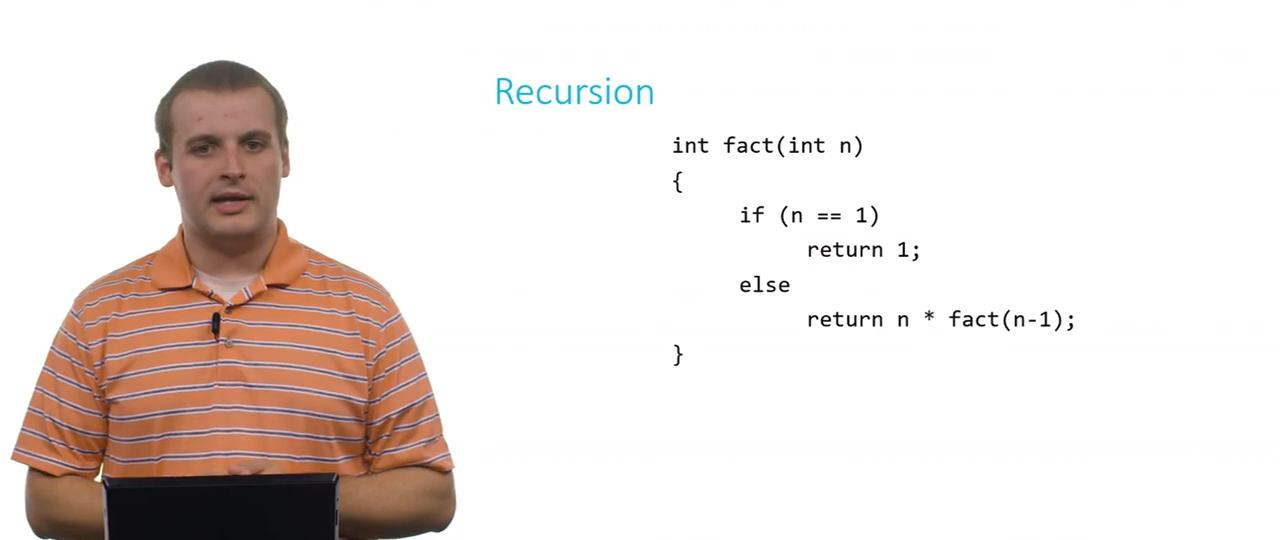 Recursion
int fact(int n)
{
if (n == 1)
return 1;
else
return n * fact(n-1);
}